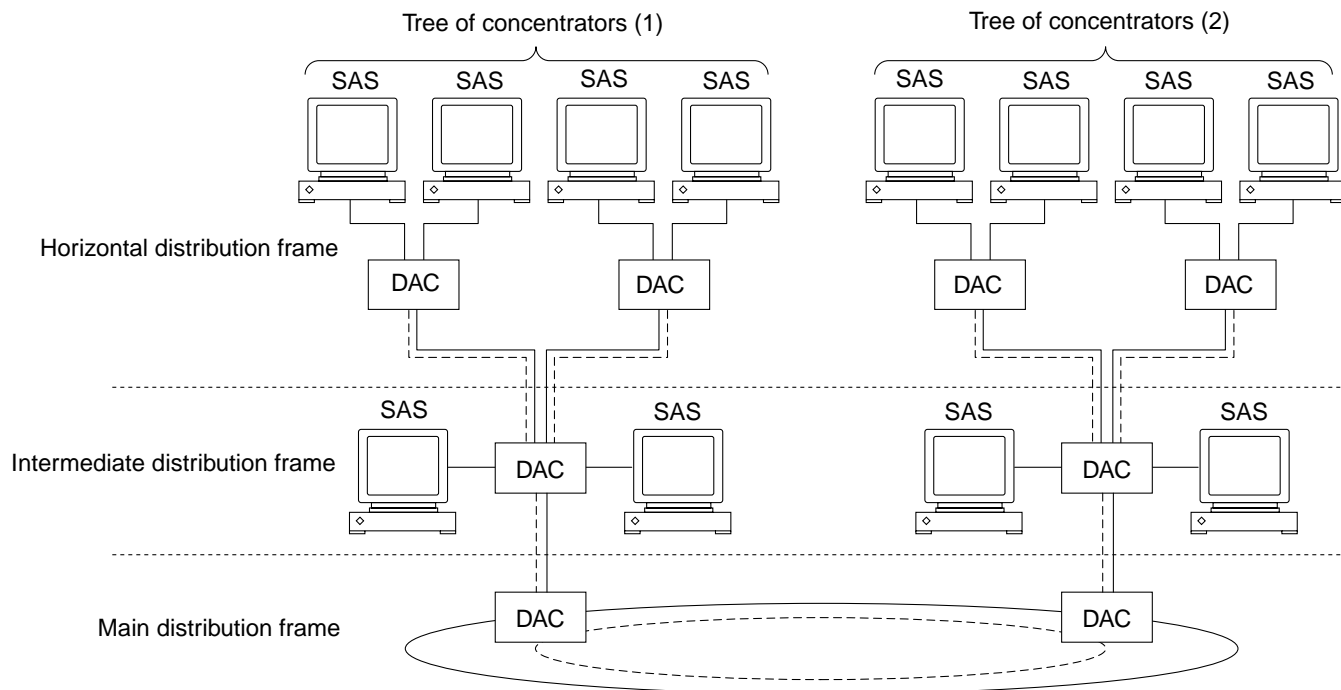 Tree of concentrators (1)
Tree of concentrators (2)
SAS SAS SAS SAS
SAS SAS SAS SAS
Horizontal distribution frame
DAC DAC
DAC DAC
SAS SAS
SAS SAS
Intermediate distribution frame
DAC
DAC
Main distribution frame
DAC
DAC